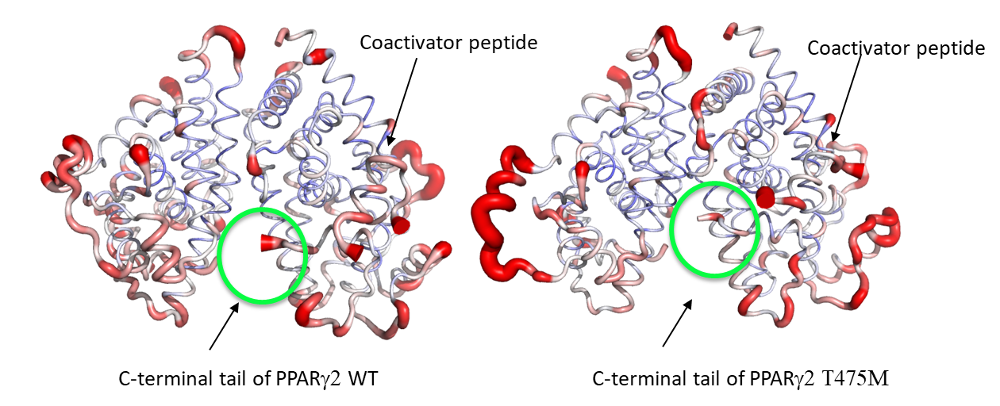 Coactivator peptide
Coactivator peptide
C-terminal tail of PPARγ2 WT
C-terminal tail of PPARγ2 T475M